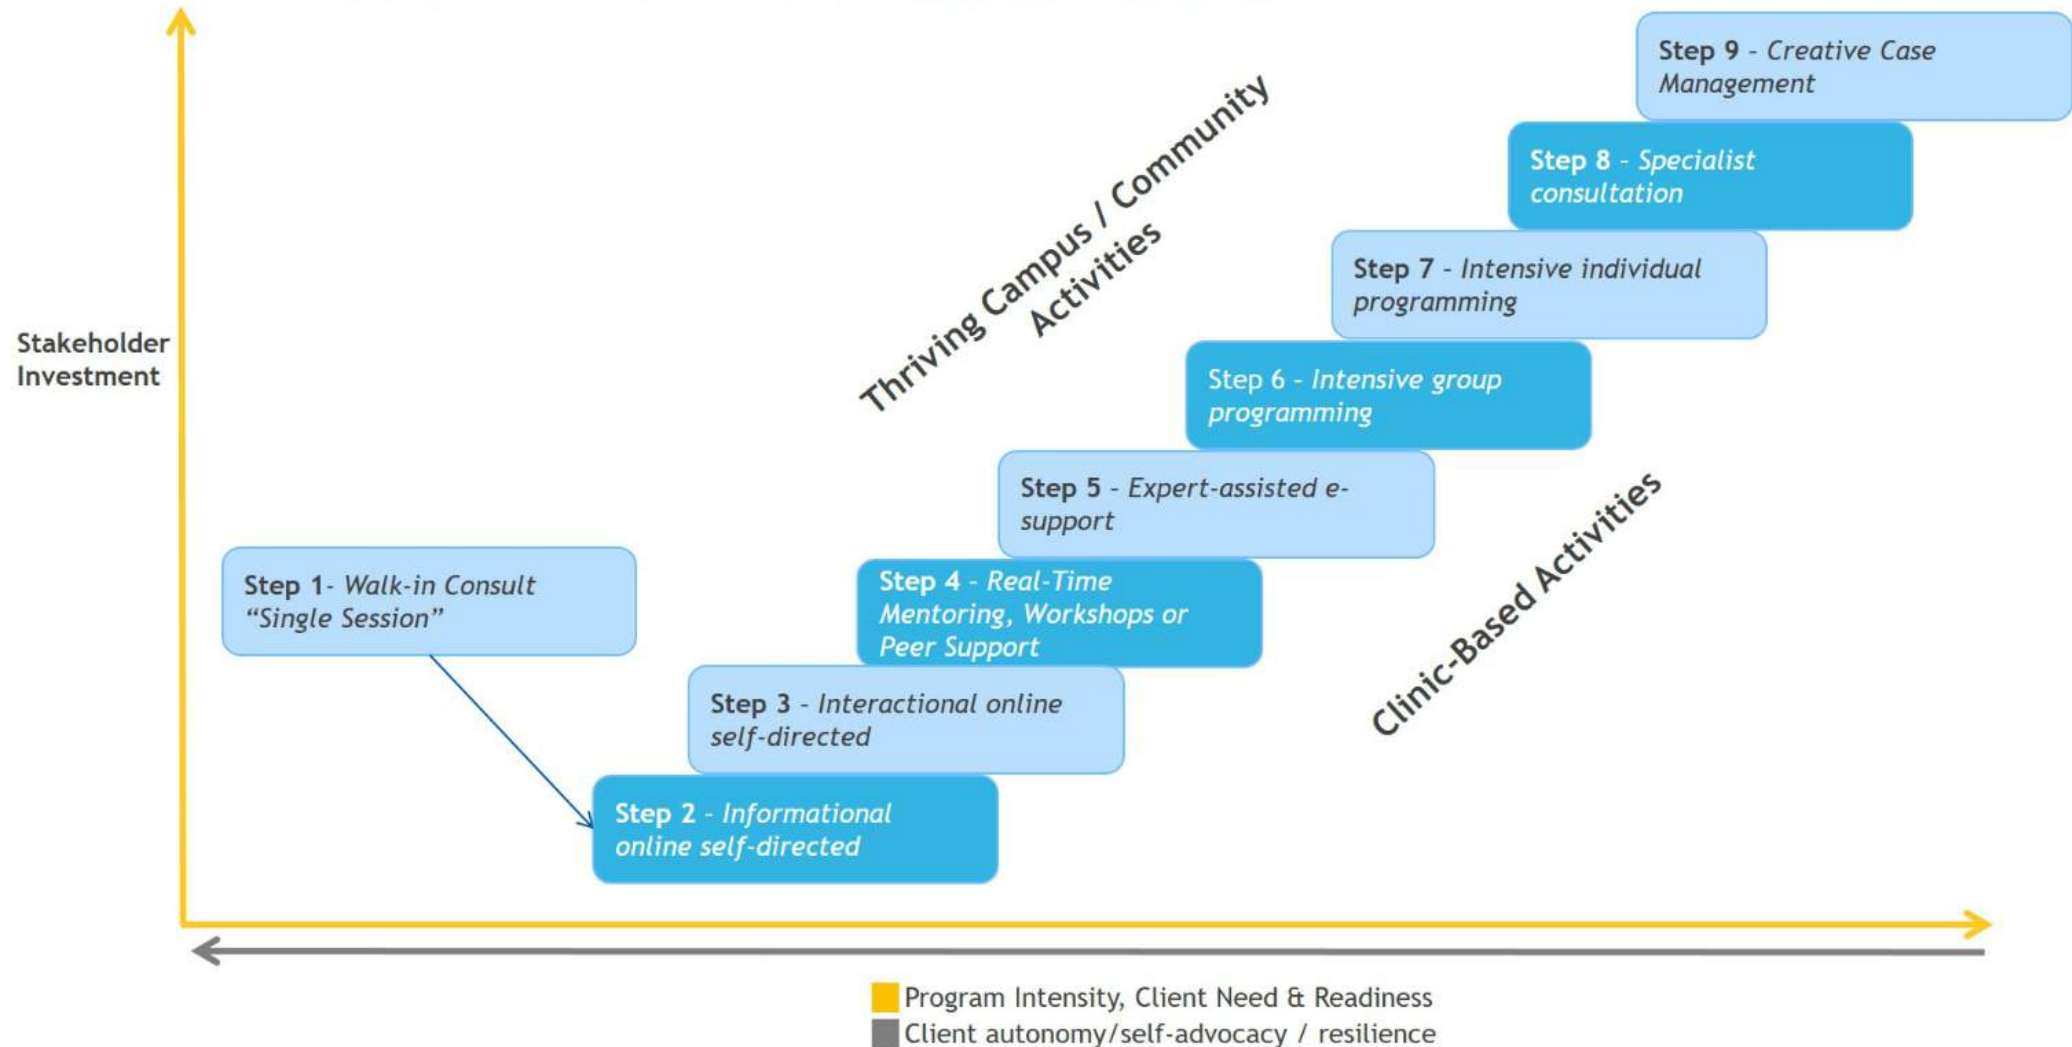 Step 9 – Creative Case
Management
Thriving Campus / Community
Activities
Step 8 – Specialist
consultation
Step 7 – Intensive individual
programming
Stakeholder
Investment
Step 6 – Intensive group
programming
Step 5 – Expert-assisted e-
support
Clinic-Based Activities
Step 1- Walk-in Consult
“Single Session”
Step 4 – Real-Time
Mentoring, Workshops or
Peer Support
Step 3 – Interactional online
self-directed
Step 2 – Informational
online self-directed
Program Intensity, Client Need & Readiness
Client autonomy/self-advocacy / resilience